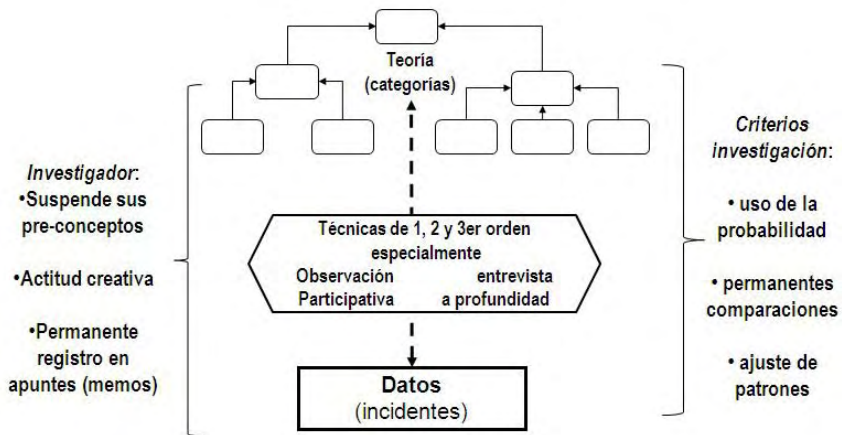 Teoría
(categorías)
Investigador:
•Suspende sus
pre-conceptos
•Actitud creativa
•Permanente
registro en
apuntes (memos)
Técnicas de 1, 2 y 3er orden
especialmente
Observación entrevista
Participativa a profundidad
Datos
(incidentes)
Criterios
investigación:
• uso de la
probabilidad
• permanentes
comparaciones
• ajuste de
patrones